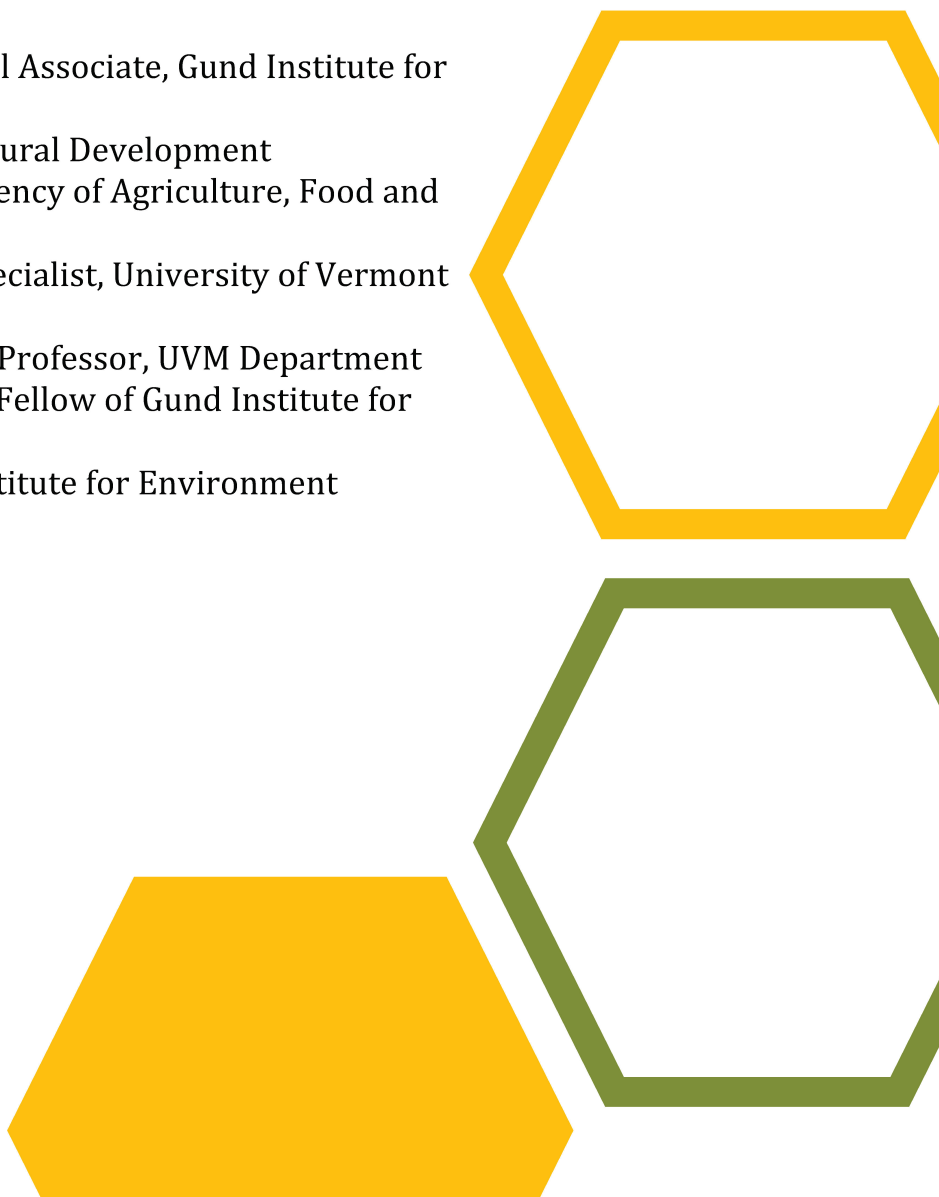 l Associate, Gund Institute for
ural Development
ency of Agriculture, Food and
ecialist, University of Vermont
Professor, UVM Department
Fellow of Gund Institute for
titute for Environment